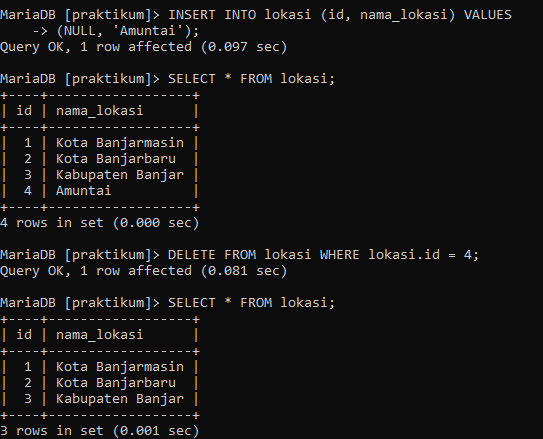 MariaDB [praktikum]> INSERT INTO lokasi (id, nama_lokasi) VALUES
    -> (NULL, 'Amuntai');
Query OK, 1 row affected (0.097 sec)

MariaDB [praktikum]> SELECT * FROM lokasi;
+----+------------------+
| id | nama_lokasi      |
+----+------------------+
|  1 | Kota Banjarmasin |
|  2 | Kota Banjarbaru  |
|  3 | Kabupaten Banjar |
|  4 | Amuntai          |
+----+------------------+
4 rows in set (0.000 sec)

MariaDB [praktikum]> DELETE FROM lokasi WHERE lokasi.id = 4;
Query OK, 1 row affected (0.081 sec)

MariaDB [praktikum]> SELECT * FROM lokasi;
+----+------------------+
| id | nama_lokasi      |
+----+------------------+
|  1 | Kota Banjarmasin |
|  2 | Kota Banjarbaru  |
|  3 | Kabupaten Banjar |
+----+------------------+
3 rows in set (0.001 sec)